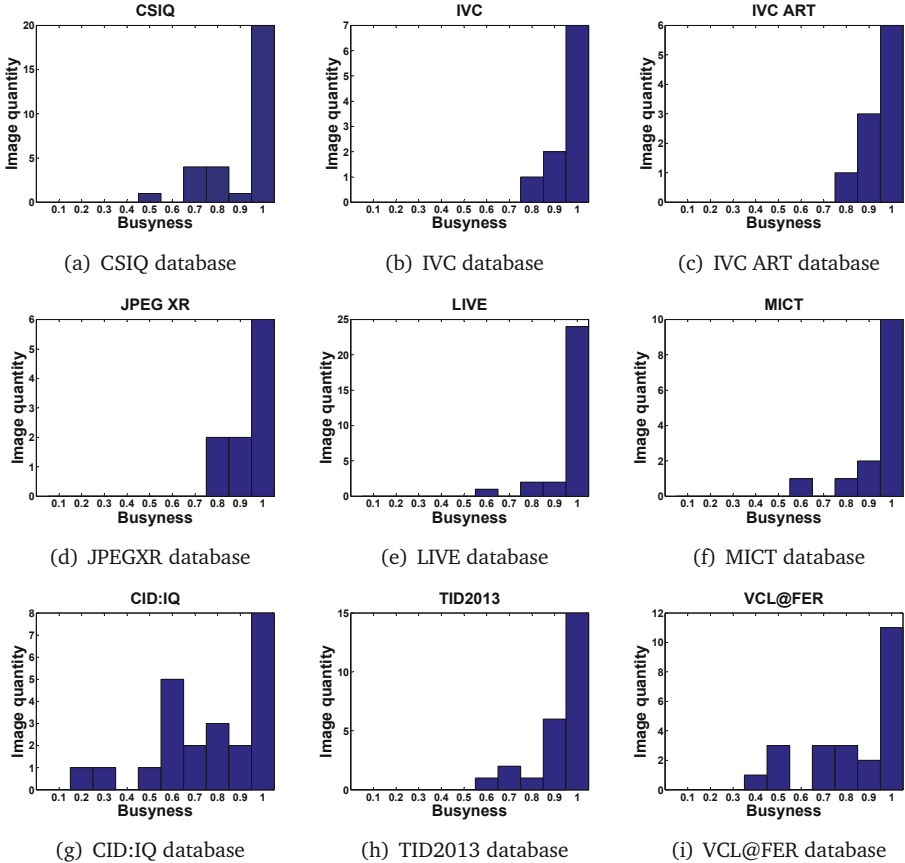 CSIQ
Image quantity
20
15
10
5
0
0.1 0.2 0.3 0.4 0.5 0.6 0.7 0.8 0.9 1
Busyness
(a) CSIQ database
IVC
Image quantity
7
6
5
4
3
2
1
0
0.1 0.2 0.3 0.4 0.5 0.6 0.7 0.8 0.9 1
Busyness
(b) IVC database
IVC ART
Image quantity
6
5
4
3
2
1
0
0.1 0.2 0.3 0.4 0.5 0.6 0.7 0.8 0.9 1
Busyness
(c) IVC ART database
JPEG XR
Image quantity
6
5
4
3
2
1
0
0.1 0.2 0.3 0.4 0.5 0.6 0.7 0.8 0.9 1
Busyness
(d) JPEGXR database
LIVE
Image quantity
25
20
15
10
5
0
0.1 0.2 0.3 0.4 0.5 0.6 0.7 0.8 0.9 1
Busyness
(e) LIVE database
MICT
Image quantity
10
8
6
4
2
0
0.1 0.2 0.3 0.4 0.5 0.6 0.7 0.8 0.9 1
Busyness
(f) MICT database
CID:IQ
Image quantity
8
7
6
5
4
3
2
1
0
0.1 0.2 0.3 0.4 0.5 0.6 0.7 0.8 0.9 1
Busyness
(g) CID:IQ database
TID2013
Image quantity
15
10
5
0
0.1 0.2 0.3 0.4 0.5 0.6 0.7 0.8 0.9 1
Busyness
(h) TID2013 database
VCL@FER
Image quantity
12
10
8
6
4
2
0
0.1 0.2 0.3 0.4 0.5 0.6 0.7 0.8 0.9 1
Busyness
(i) VCL@FER database